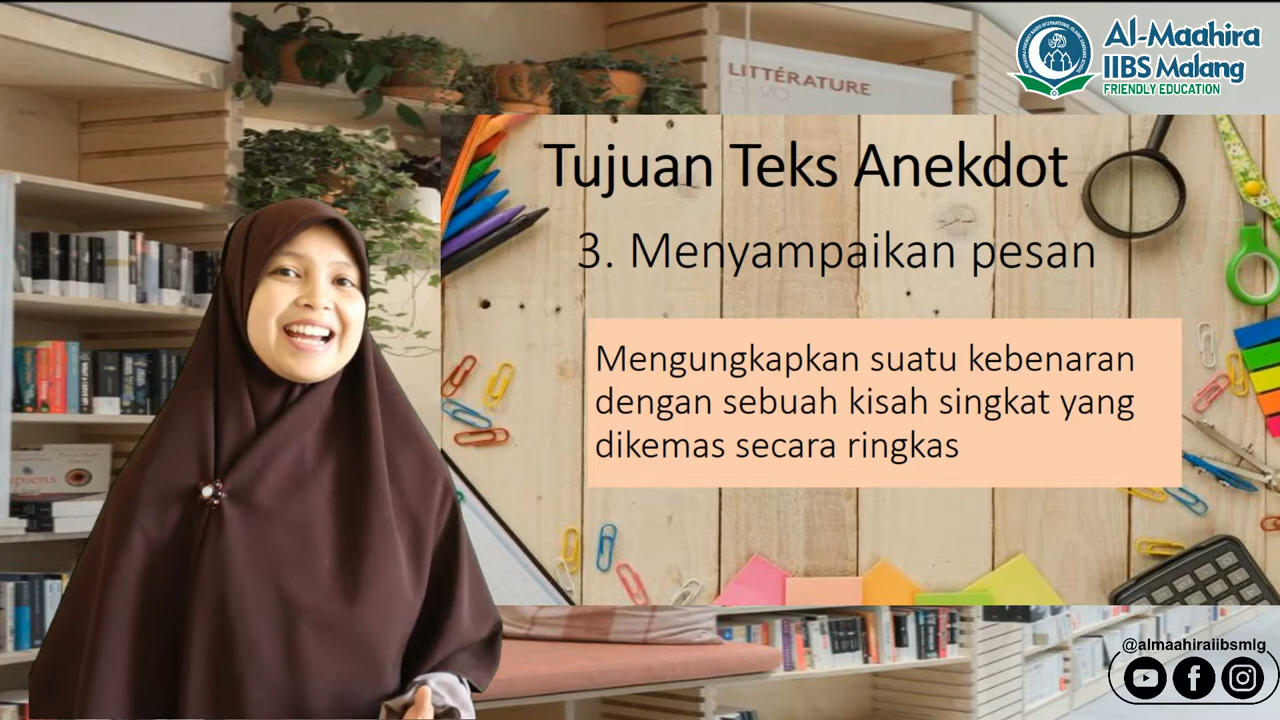 Al-Maahira
IIBS Malang
FRIENDLY EDUCATION
LITTÉRATURE
Tujuan Teks Anekdot
3. Menyampaikan pesan
Mengungkapkan suatu kebenaran
dengan sebuah kisah singkat yang
dikemas secara ringkas
@almaahiraiibsmlg